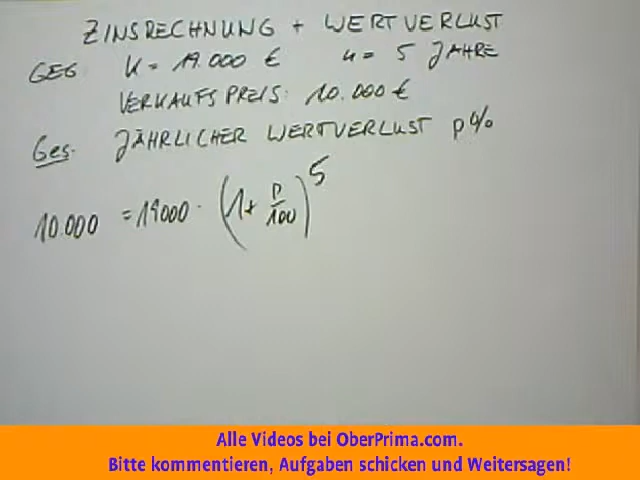 ZINSRECHNUNG + WERTVERLUST
GEG: K = 19.000 € n = 5 JAHRE
VERKAUFSPREIS: 10.000 €
Ges: JÄHRLICHER WERTVERLUST p%
10.000 = 19000 · (1 + p/100)^5
Alle Videos bei OberPrima.com.
Bitte kommentieren, Aufgaben schicken und Weitersagen!